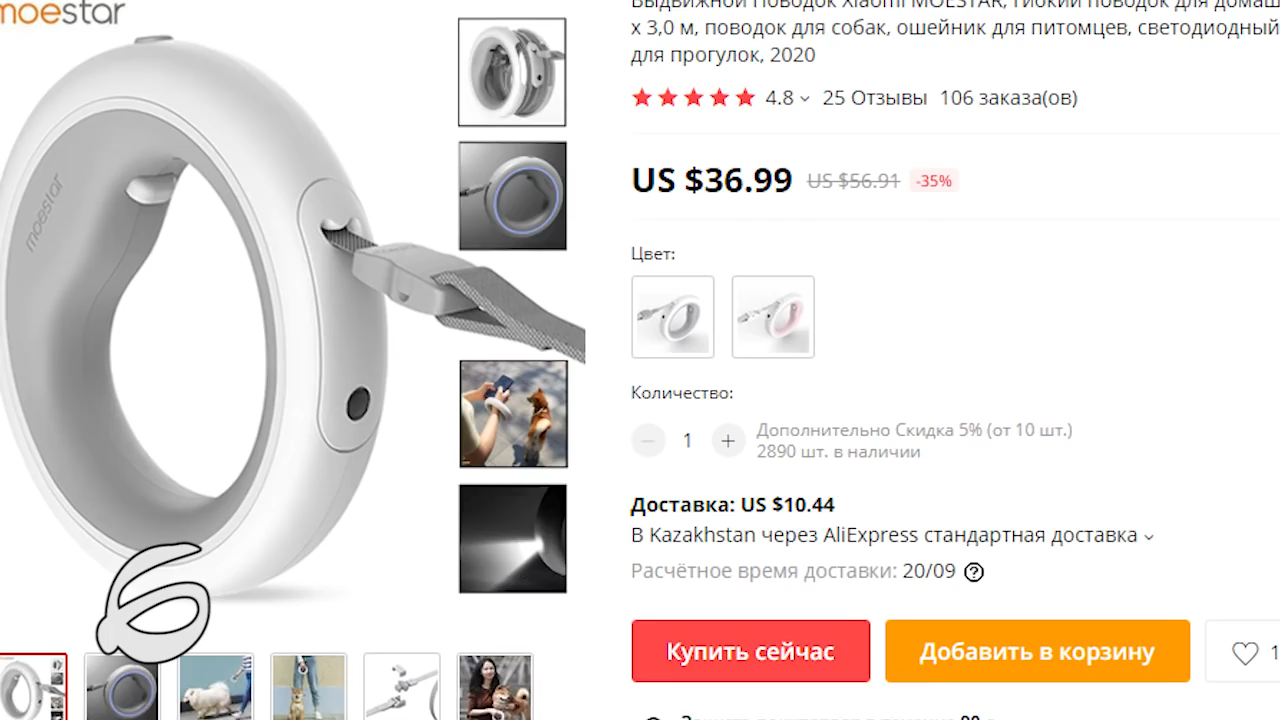 moestar
moestar
6
Выдвижной поводок Xiaomi MOESTAR, гибкий поводок для домаш
х 3,0 м, поводок для собак, ошейник для питомцев, светодиодный
для прогулок, 2020
4.8 25 Отзывы 106 заказа(ов)
US $36.99 US $56.91 -35%
Цвет:
Количество:
1
Дополнительно Скидка 5% (от 10 шт.)
2890 шт. в наличии
Доставка: US $10.44
В Kazakhstan через AliExpress стандартная доставка
Расчётное время доставки: 20/09
Купить сейчас
Добавить в корзину
1